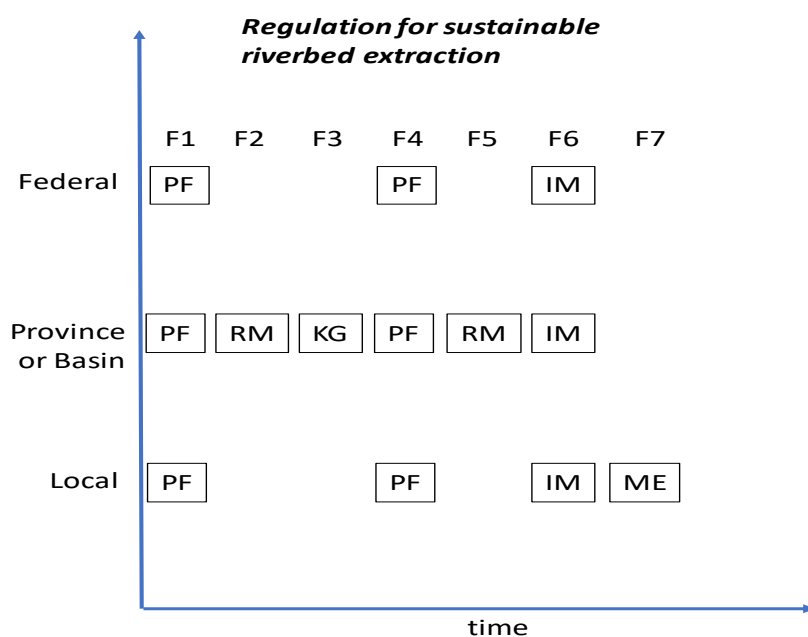 Regulation for sustainable
riverbed extraction
F1 F2 F3 F4 F5 F6 F7
Federal PF PF IM
Province
or Basin
PF RM KG PF RM IM
Local PF PF IM ME
time